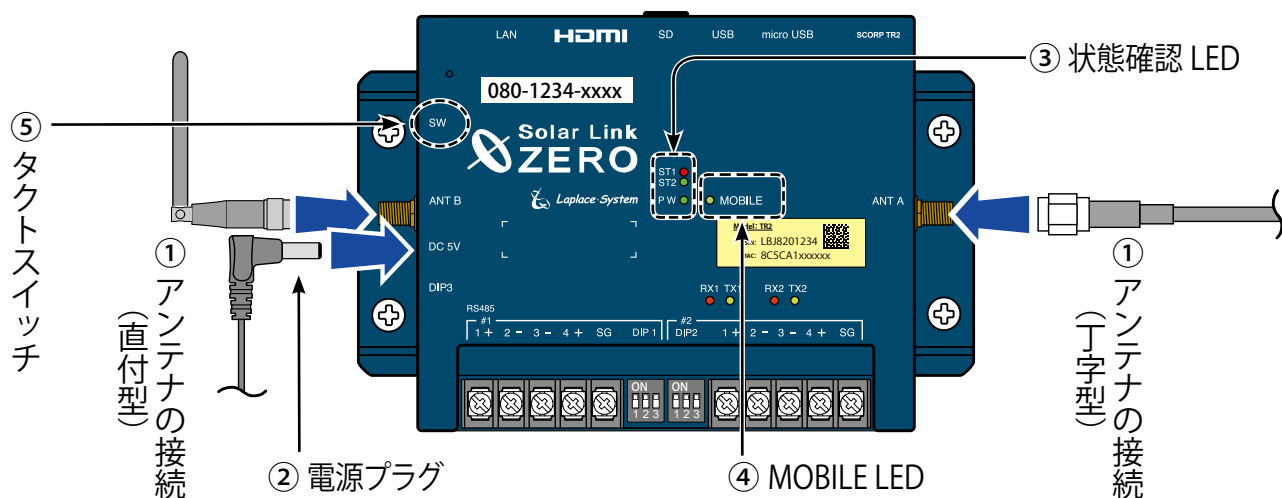 LAN HDMI SD USB micro USB SCORP TR2
③ 状態確認 LED
080-1234-xxxx
⑤ タクトスイッチ
SW
Solar Link
ZERO
Laplace System
ST1
ST2
PW
MOBILE
ANT B
ANT A
DC 5V
DIP3
Model: TR2
S/N: LBJ8201234
MAC: 8C5CA1xxxxxx
RX1 TX1 RX2 TX2
RS485
#1
#2
1 + 2 − 3 − 4 + SG DIP 1 DIP2 1 + 2 − 3 − 4 + SG
ON ON
1 2 3 1 2 3
① アンテナの接続
（直付型）
① アンテナの接続
（丁字型）
② 電源プラグ
④ MOBILE LED